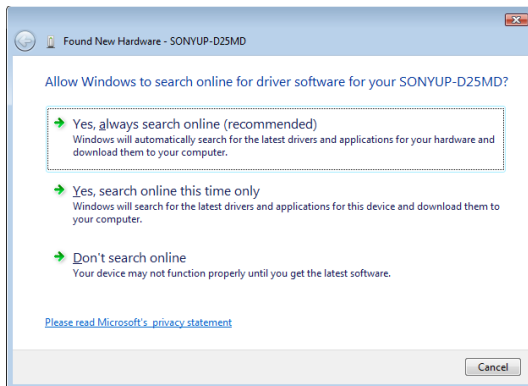 Found New Hardware - SONYUP-D25MD
Allow Windows to search online for driver software for your SONYUP-D25MD?
Yes, always search online (recommended)
Windows will automatically search for the latest drivers and applications for your hardware and
download them to your computer.
Yes, search online this time only
Windows will search for the latest drivers and applications for this device and download them to
your computer.
Don't search online
Your device may not function properly until you get the latest software.
Please read Microsoft's privacy statement
Cancel